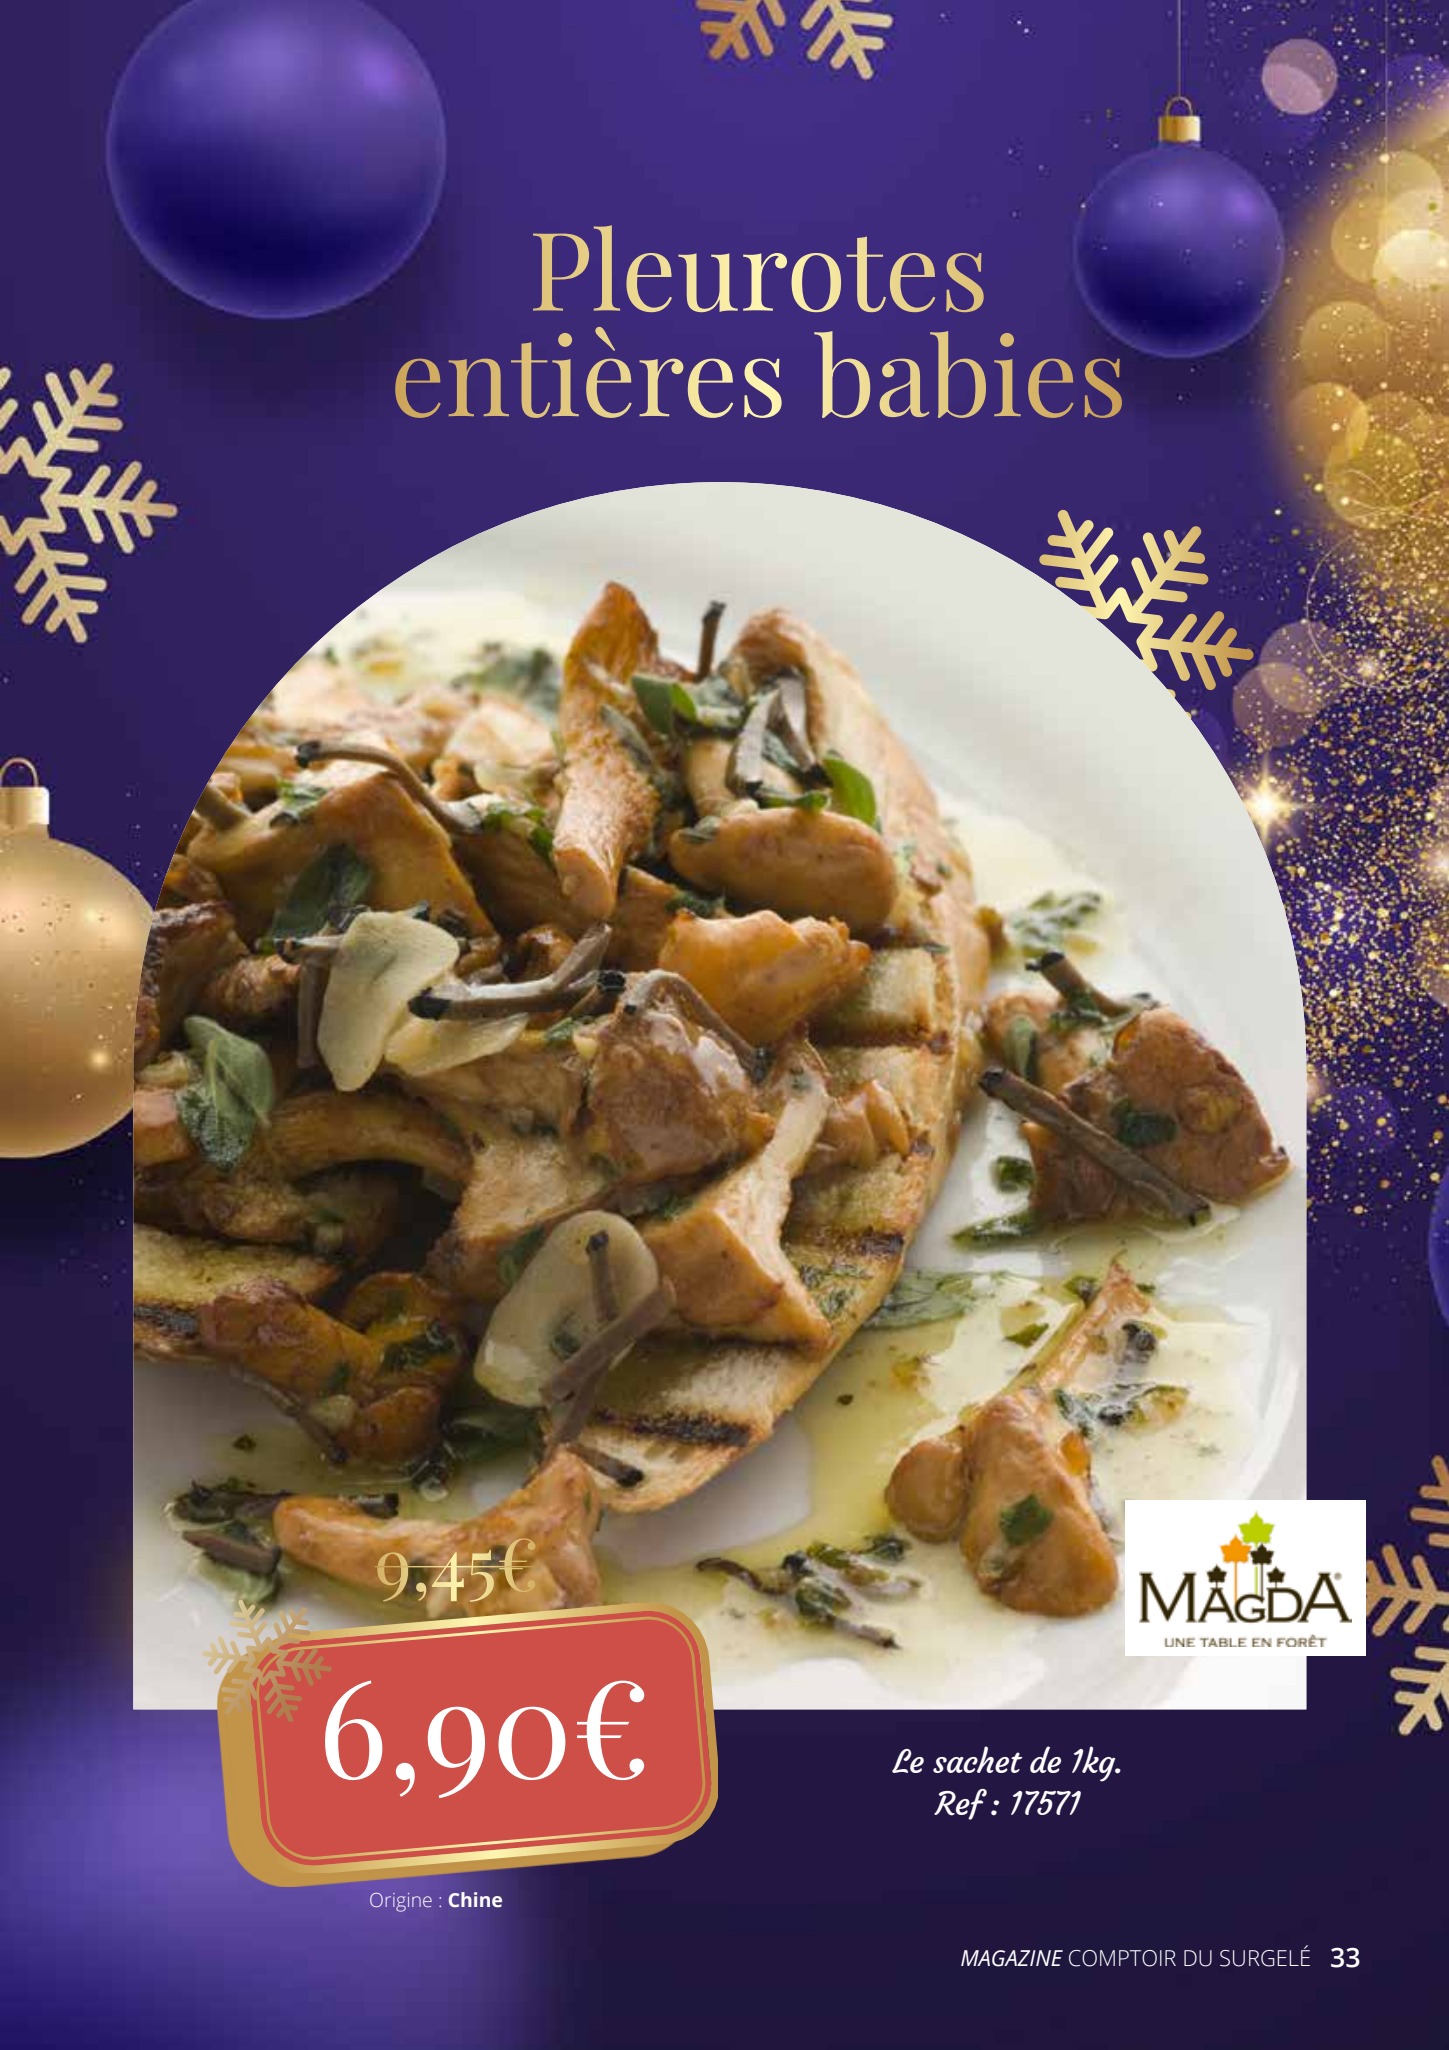 Pleurotes
entières babies
9,45€
6,90€
MAGDA
UNE TABLE EN FORÊT
Le sachet de 1kg.
Ref : 17571
Origine : Chine
MAGAZINE COMPTOIR DU SURGELÉ 33